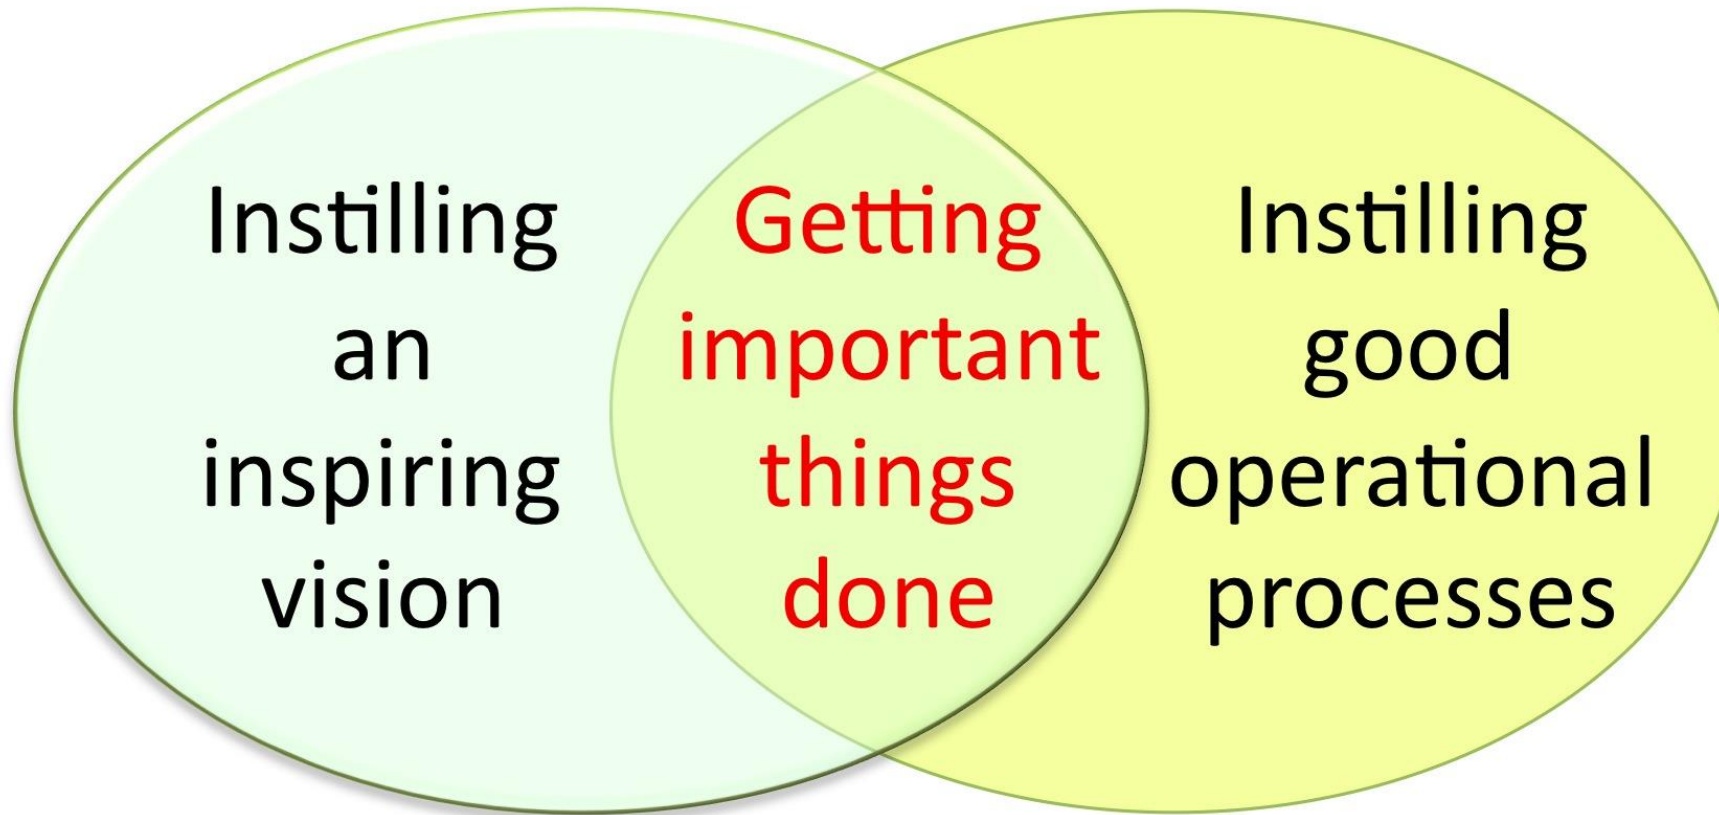 Instilling
an
inspiring
vision
Getting
important
things
done
Instilling
good
operational
processes